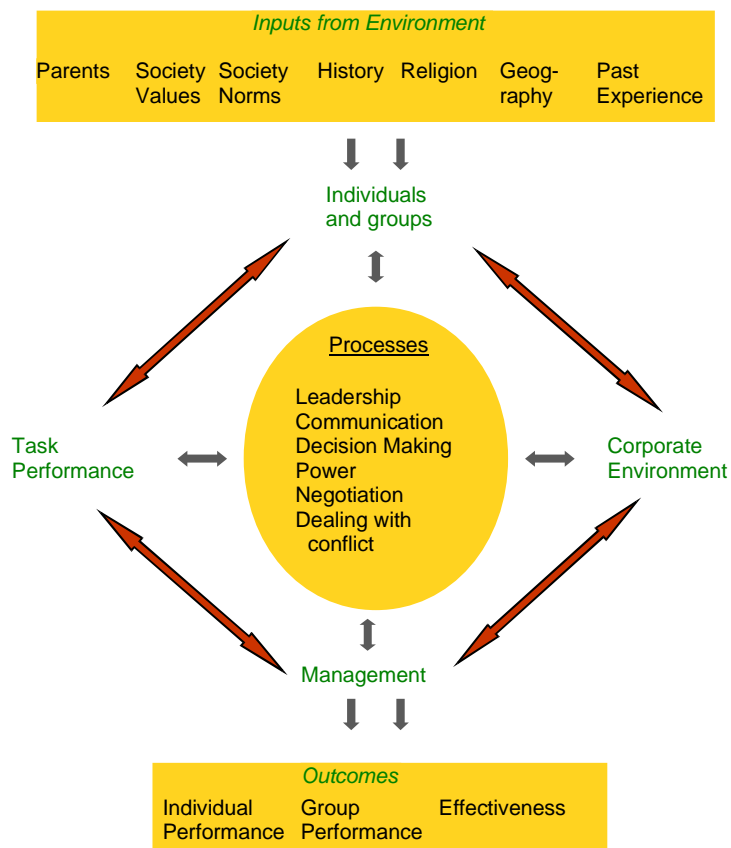 Inputs from Environment
Parents Society Society History Religion Geog- Past
Values Norms raphy Experience
Individuals
and groups
Processes
Leadership
Communication
Decision Making
Power
Negotiation
Dealing with
conflict
Task
Performance
Corporate
Environment
Management
Outcomes
Individual Group Effectiveness
Performance Performance